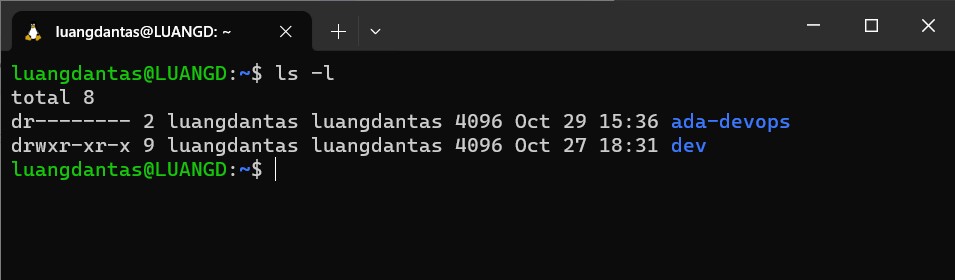 luangdantas@LUANGD: ~
luangdantas@LUANGD:~$ ls -l
total 8
dr-------- 2 luangdantas luangdantas 4096 Oct 29 15:36 ada-devops
drwxr-xr-x 9 luangdantas luangdantas 4096 Oct 27 18:31 dev
luangdantas@LUANGD:~$